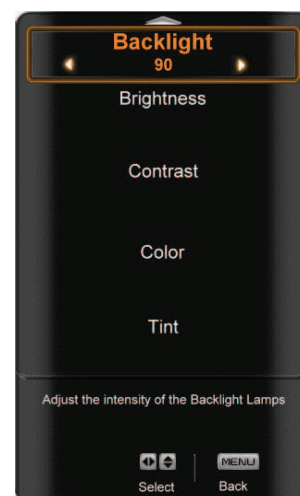 Backlight
90
Brightness
Contrast
Color
Tint
Adjust the intensity of the Backlight Lamps
MENU
Select Back